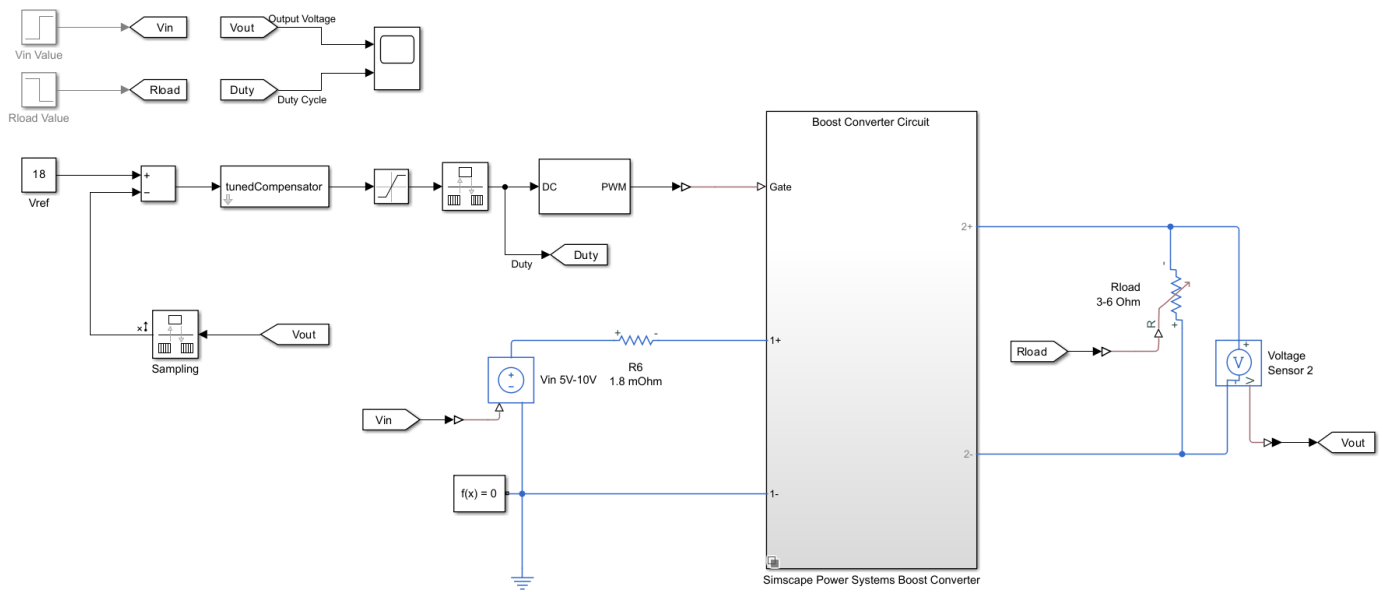 Vin Value
Vin
Rload Value
Rload
Vout
Output Voltage
Duty
Duty Cycle
18
Vref
+
−
tunedCompensator
DC
PWM
Duty
Duty
Sampling
Vout
Boost Converter Circuit
Gate
1+
1-
2+
2-
Simscape Power Systems Boost Converter
+
-
R6
1.8 mOhm
+
−
Vin 5V-10V
Vin
f(x) = 0
-
Rload
3-6 Ohm
R
+
Rload
+
V
V
Voltage
Sensor 2
Vout